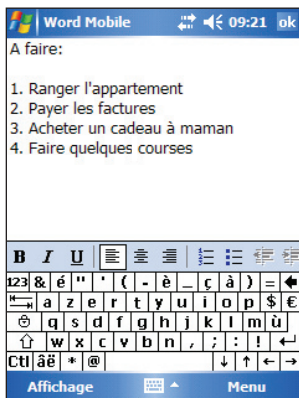 Word Mobile 09:21 ok
A faire:
1. Ranger l'appartement
2. Payer les factures
3. Acheter un cadeau à maman
4. Faire quelques courses
B I U
123 & é " ' ( - è _ ç à ) =
a z e r t y u i o p $ €
q s d f g h j k l m ù
w x c v b n , ; : !
Ctl âë * @
Affichage Menu